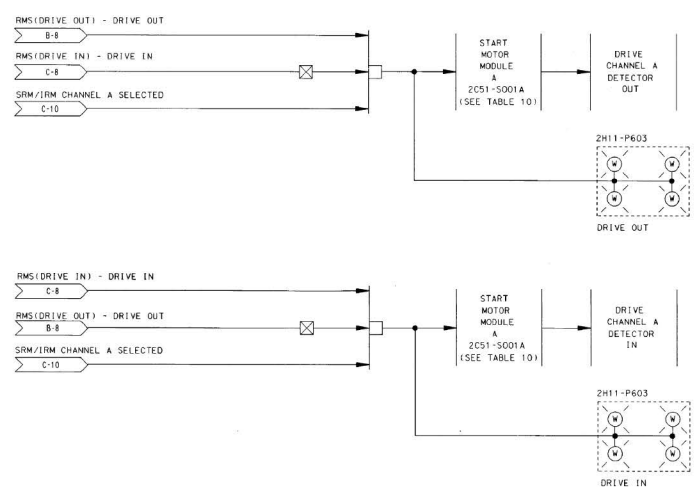 RMS(DRIVE OUT) - DRIVE OUT
B-8
RMS(DRIVE IN) - DRIVE IN
C-8
SRM/IRM CHANNEL A SELECTED
C-10
START
MOTOR
MODULE
A
2C51-S001A
(SEE TABLE 10)
DRIVE
CHANNEL A
DETECTOR
OUT
2H11-P603
W W
W W
DRIVE OUT
RMS(DRIVE IN) - DRIVE IN
C-8
RMS(DRIVE OUT) - DRIVE OUT
B-8
SRM/IRM CHANNEL A SELECTED
C-10
START
MOTOR
MODULE
A
2C51-S001A
(SEE TABLE 10)
DRIVE
CHANNEL A
DETECTOR
IN
2H11-P603
W W
W W
DRIVE IN